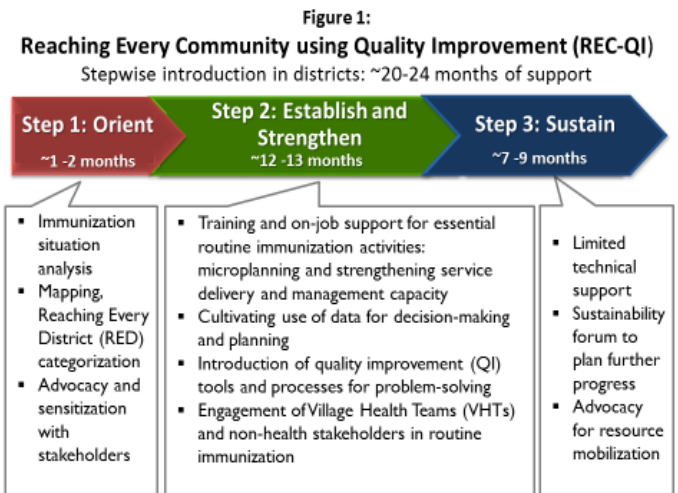 Figure 1:
Reaching Every Community using Quality Improvement (REC-QI)
Stepwise introduction in districts: ~20-24 months of support
Step 1: Orient
~1 -2 months
Step 2: Establish and
Strengthen
~12 -13 months
Step 3: Sustain
~7 -9 months
▪ Immunization
situation
analysis
▪ Mapping,
Reaching Every
District (RED)
categorization
▪ Advocacy and
sensitization
with
stakeholders
▪ Training and on-job support for essential
routine immunization activities:
microplanning and strengthening service
delivery and management capacity
▪ Cultivating use of data for decision-making
and planning
▪ Introduction of quality improvement (QI)
tools and processes for problem-solving
▪ Engagement of Village Health Teams (VHTs)
and non-health stakeholders in routine
immunization
▪ Limited
technical
support
▪ Sustainability
forum to
plan further
progress
▪ Advocacy
for resource
mobilization